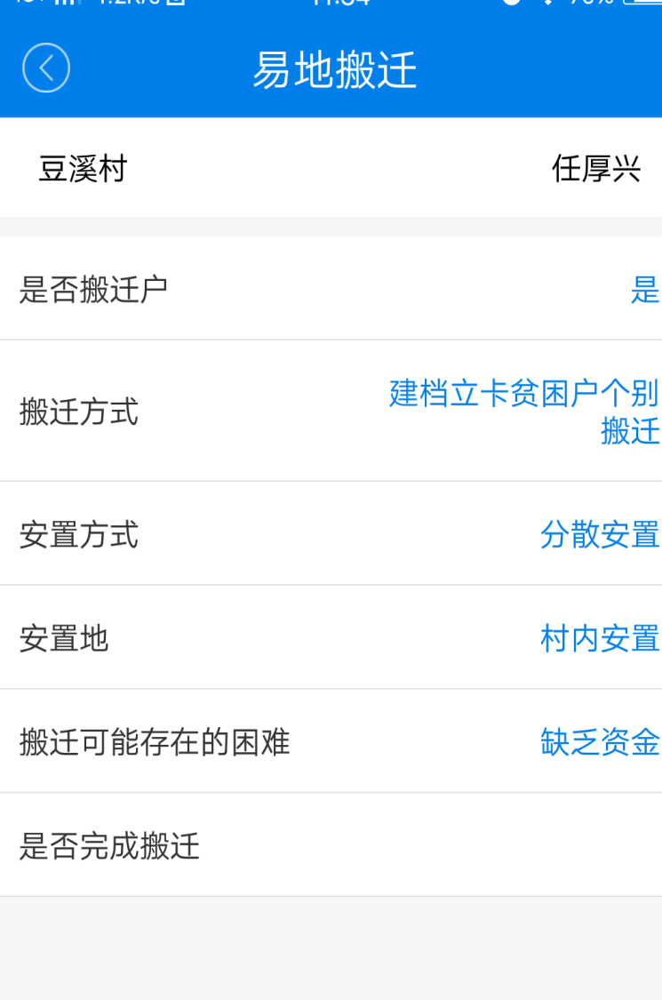 易地搬迁
豆溪村 任厚兴
是否搬迁户 是
搬迁方式 建档立卡贫困户个别
搬迁
安置方式 分散安置
安置地 村内安置
搬迁可能存在的困难 缺乏资金
是否完成搬迁